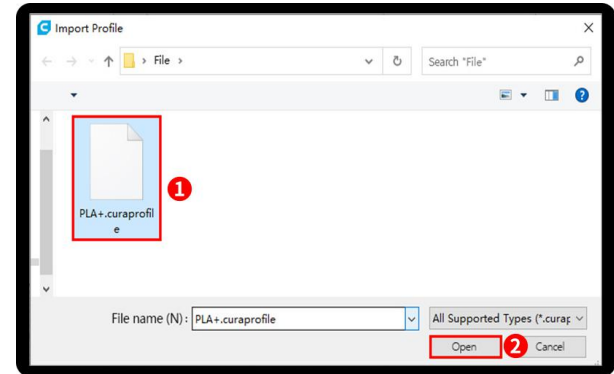 Import Profile
File
Search "File"
1
PLA+.curaprofil
e
File name (N): PLA+.curaprofile
All Supported Types (*.curap
Open
2
Cancel